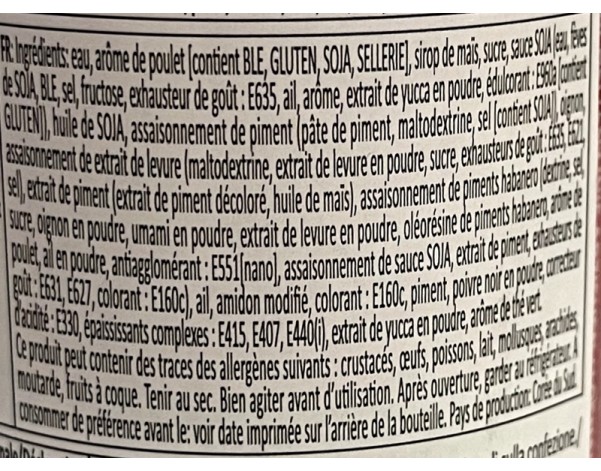 FR: Ingrédients: eau, arôme de poulet [contient BLE, GLUTEN, SOJA, SELLERIE], sirop de maïs, sucre, sauce SOJA [eau, fèves
de SOJA, BLE, sel, fructose, exhausteur de goût : E635, ail, arôme, extrait de yucca en poudre, édulcorant : E960a [contient
GLUTEN]], huile de SOJA, assaisonnement de piment (pâte de piment, maltodextrine, sel [contient SOJA]), oignon,
assaisonnement de extrait de levure (maltodextrine, extrait de levure en poudre, sucre, exhausteurs de goût : E635, E621,
sel), extrait de piment (extrait de piment décoloré, huile de maïs), assaisonnement de piments habanero (dextrine, sel,
sucre, oignon en poudre, umami en poudre, extrait de levure en poudre, oléorésine de piments habanero, arôme de
poulet, ail en poudre, antiagglomérant : E551[nano], assaisonnement de sauce SOJA, extrait de piment, exhausteurs de
goût : E631, E627, colorant : E160c), ail, amidon modifié, colorant : E160c, piment, poivre noir en poudre, correcteur
d'acidité : E330, épaississants complexes : E415, E407, E440(i), extrait de yucca en poudre, arôme de thé vert.
Ce produit peut contenir des traces des allergènes suivants : crustacés, œufs, poissons, lait, mollusques, arachides,
moutarde, fruits à coque. Tenir au sec. Bien agiter avant d'utilisation. Après ouverture, garder au réfrigérateur. A
consommer de préférence avant le: voir date imprimée sur l'arrière de la bouteille. Pays de production: Corée du Sud.
sulla confezione./